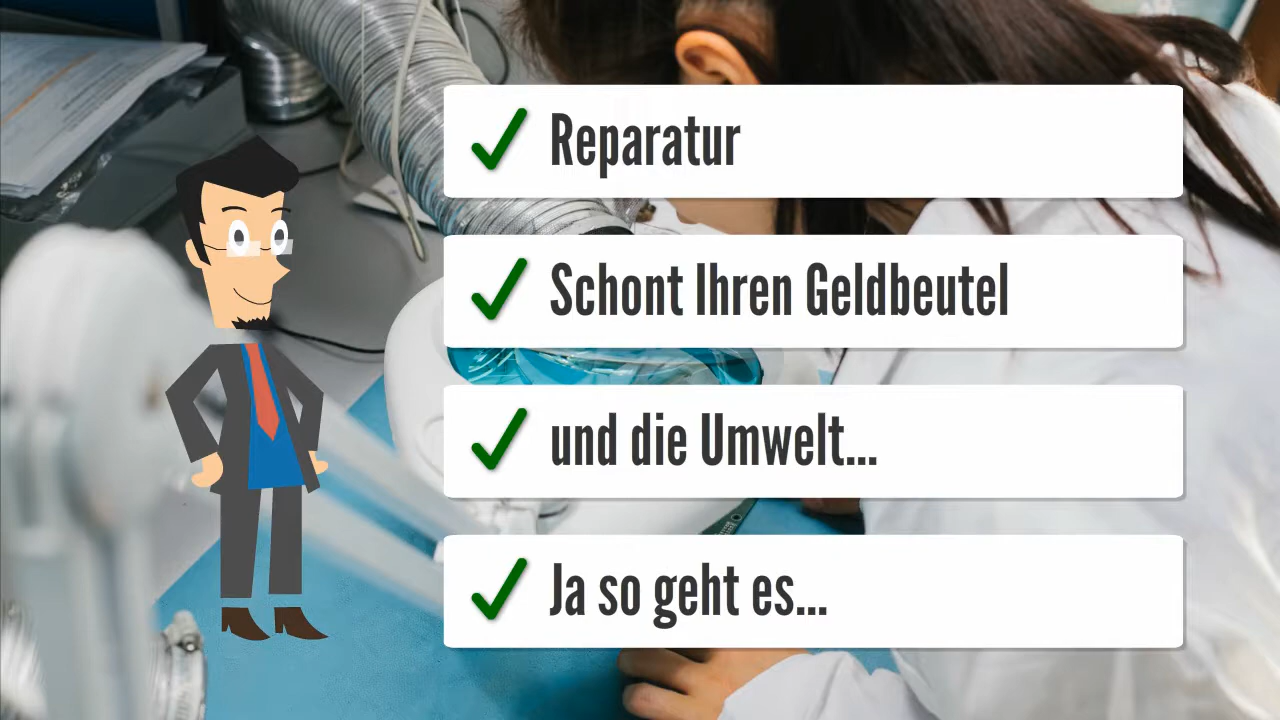 Reparatur
Schont Ihren Geldbeutel
und die Umwelt...
Ja so geht es...